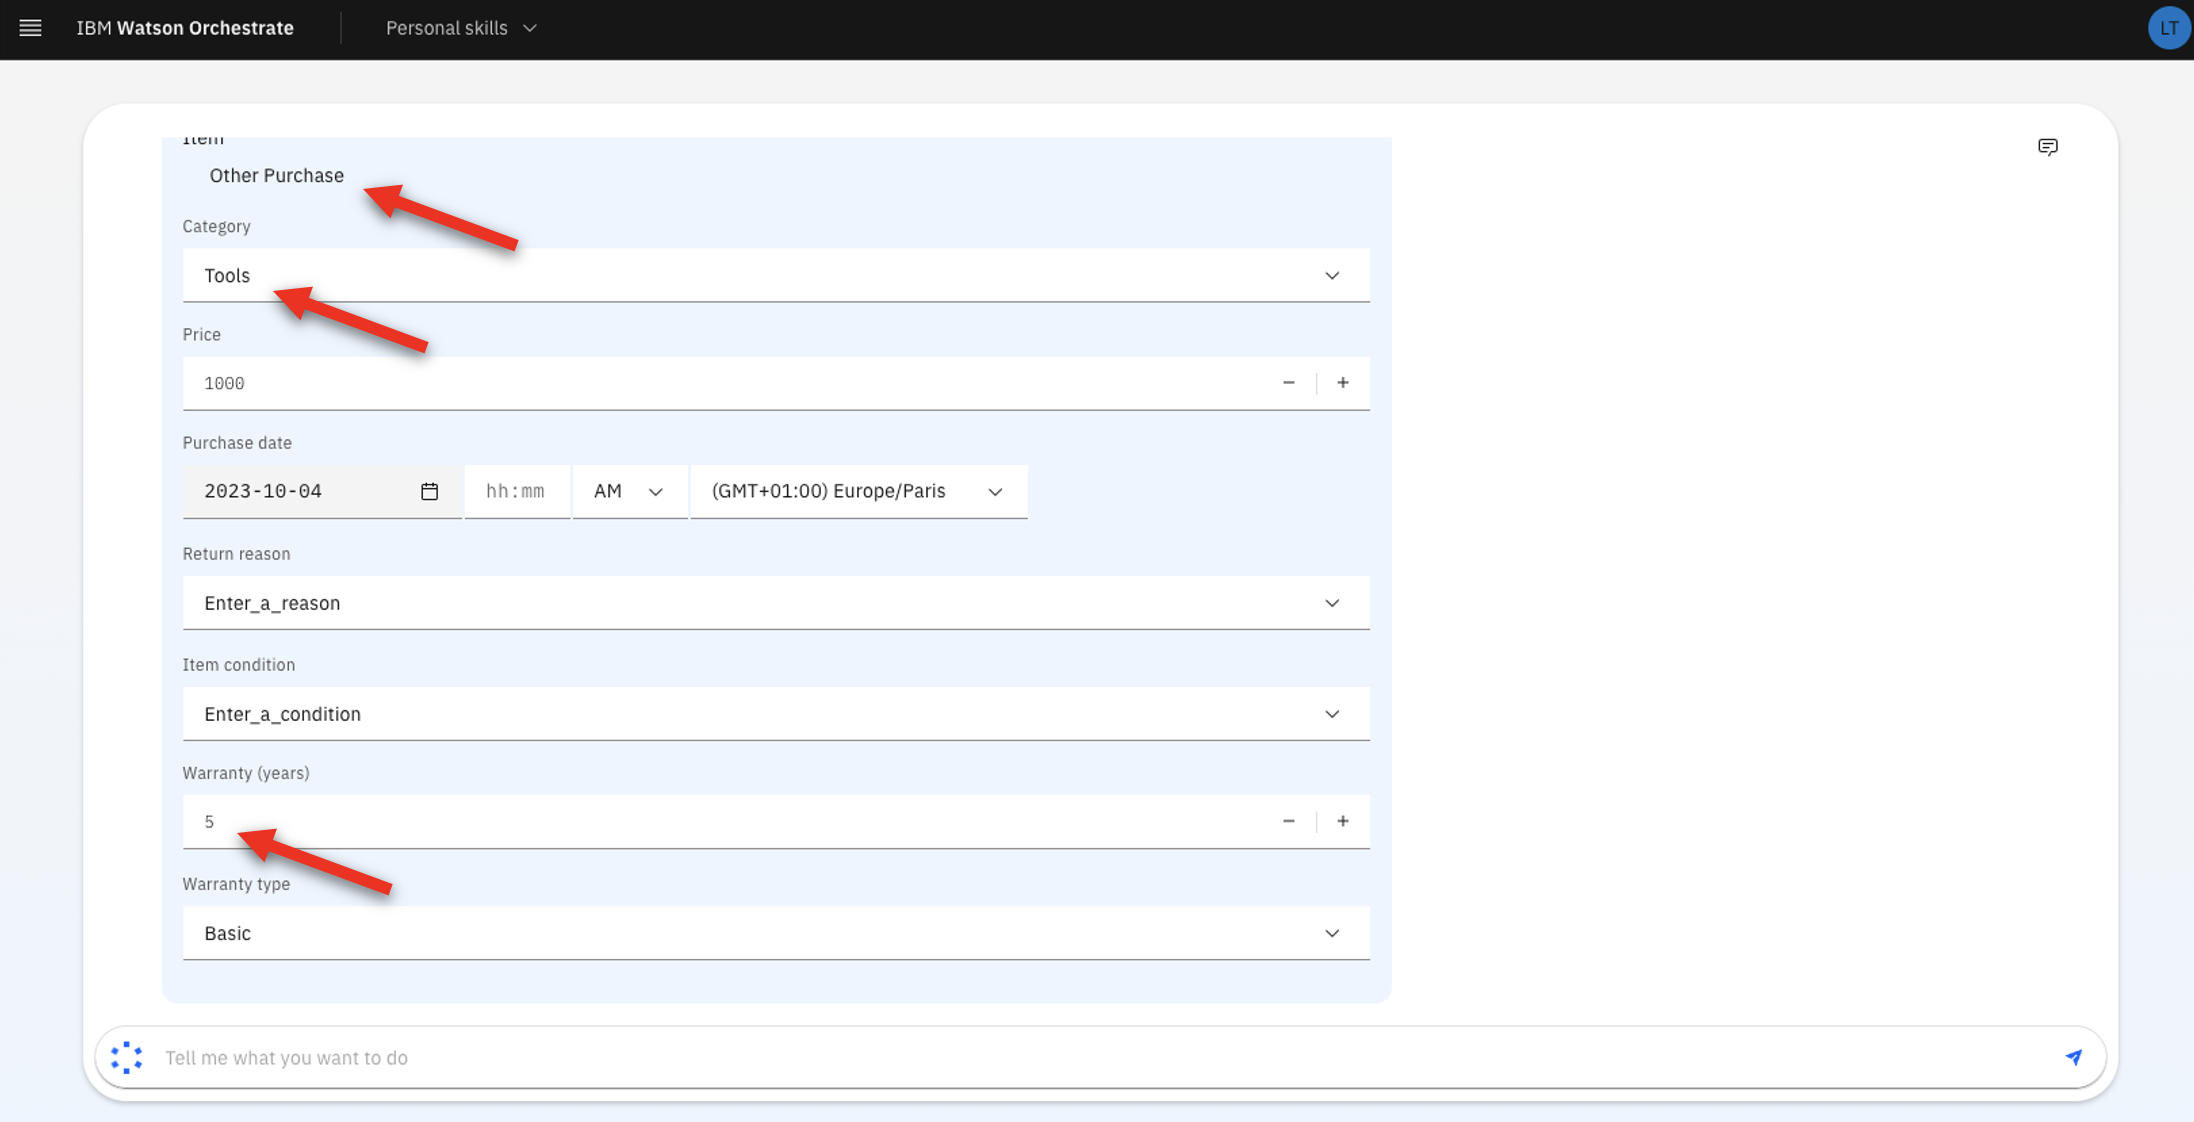 IBM Watson Orchestrate Personal skills LT
Item
Other Purchase
Category
Tools
Price
1000
Purchase date
2023-10-04 hh:mm AM (GMT+01:00) Europe/Paris
Return reason
Enter_a_reason
Item condition
Enter_a_condition
Warranty (years)
5
Warranty type
Basic
Tell me what you want to do